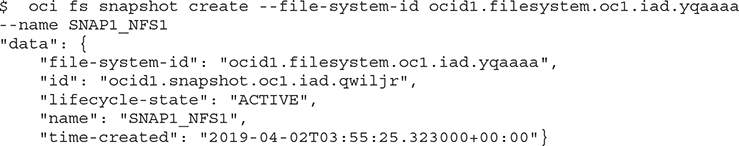 $  oci fs snapshot create --file-system-id ocid1.filesystem.oc1.iad.yqaaaa
--name SNAP1_NFS1
"data": {
    "file-system-id": "ocid1.filesystem.oc1.iad.yqaaaa",
    "id": "ocid1.snapshot.oc1.iad.qwiljr",
    "lifecycle-state": "ACTIVE",
    "name": "SNAP1_NFS1",
    "time-created": "2019-04-02T03:55:25.323000+00:00"}